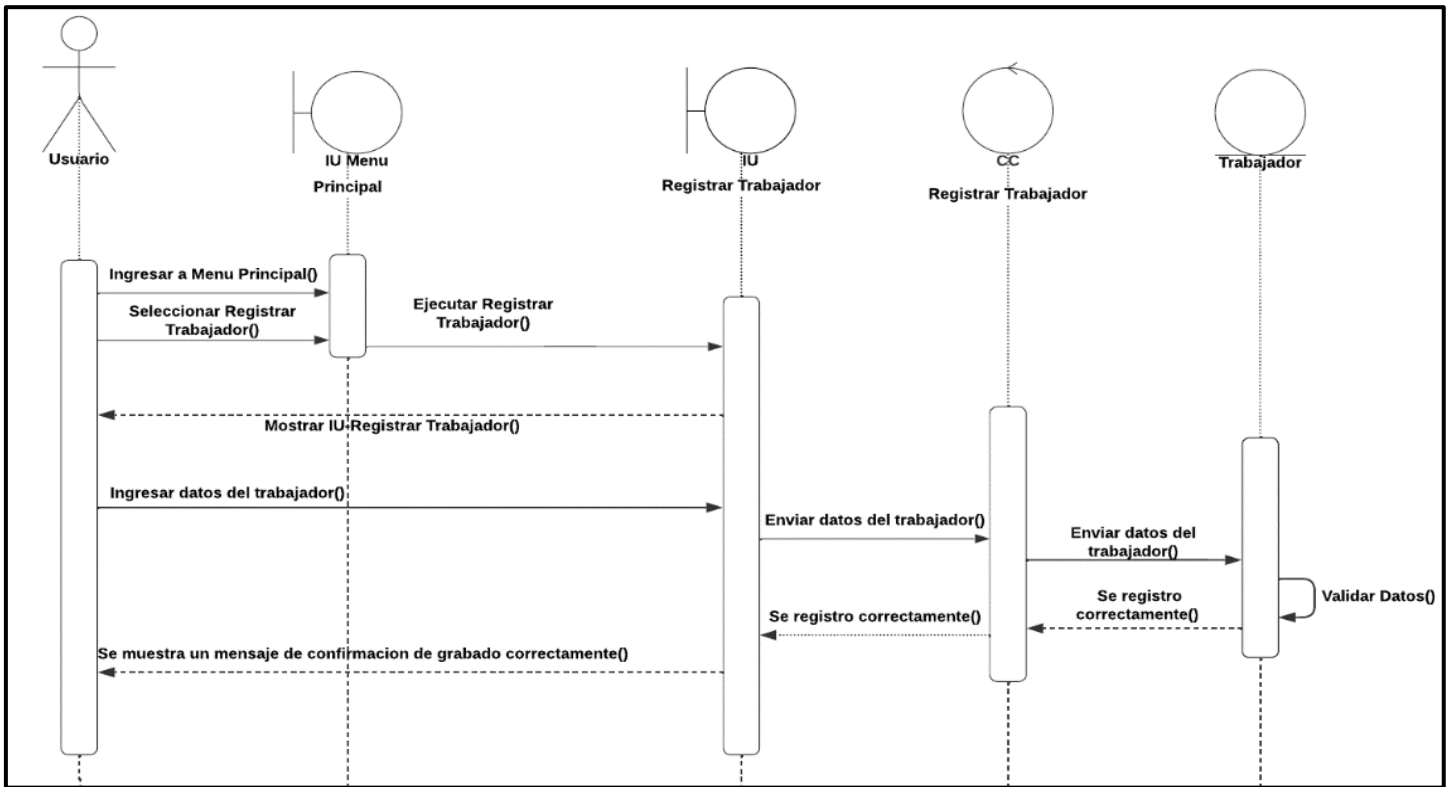 Usuario
IU Menu
Principal
IU
Registrar Trabajador
CC
Registrar Trabajador
Trabajador
Ingresar a Menu Principal()
Seleccionar Registrar
Trabajador()
Ejecutar Registrar
Trabajador()
Mostrar IU-Registrar Trabajador()
Ingresar datos del trabajador()
Enviar datos del trabajador()
Enviar datos del
trabajador()
Validar Datos()
Se registro
correctamente()
Se registro correctamente()
Se muestra un mensaje de confirmacion de grabado correctamente()